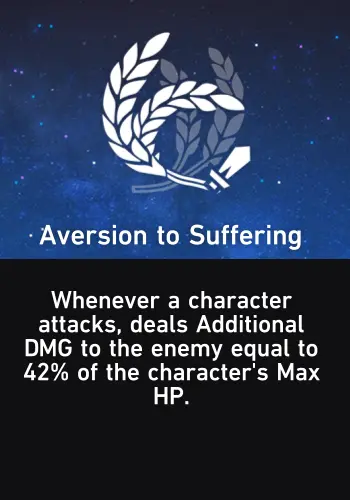 Aversion to Suffering
Whenever a character
attacks, deals Additional
DMG to the enemy equal to
42% of the character's Max
HP.